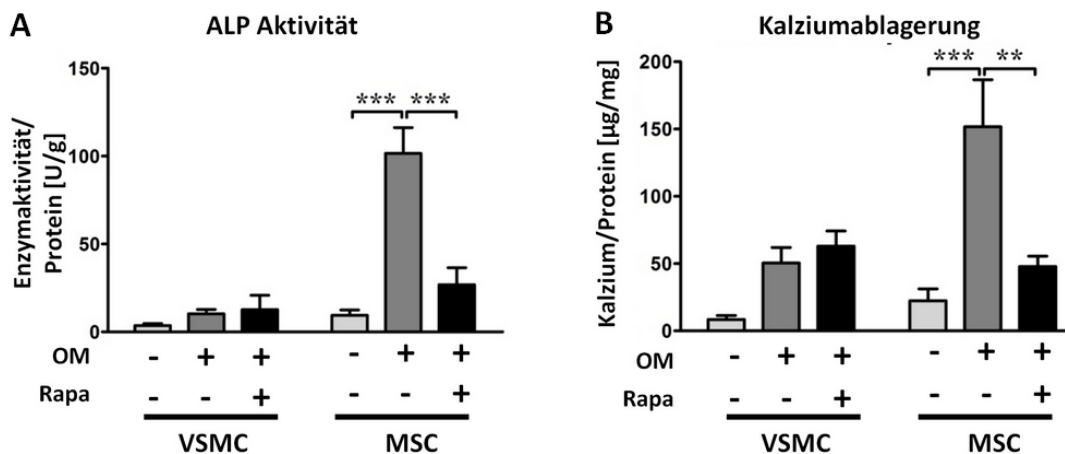 A
ALP Aktivität
Enzymaktivität/
Protein [U/g]
150
100
50
0
*** ***
OM - + + - + +
Rapa - - + - - +
VSMC MSC
B
Kalziumablagerung
Kalzium/Protein [µg/mg]
200
150
100
50
0
*** **
OM - + + - + +
Rapa - - + - - +
VSMC MSC